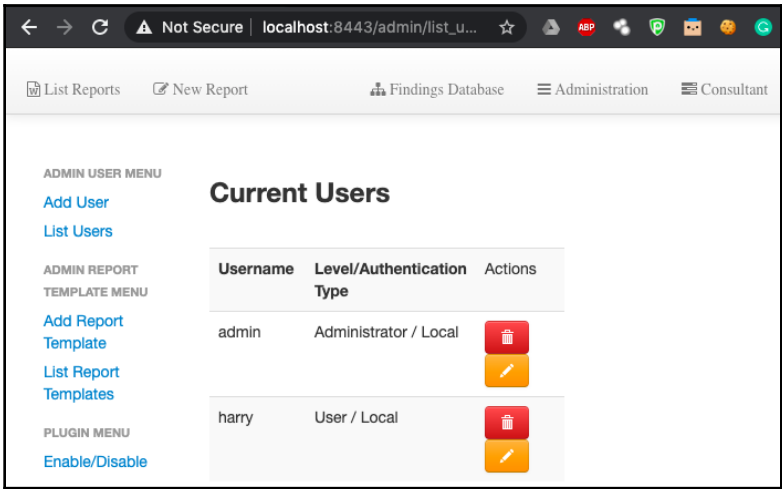 Not Secure | localhost:8443/admin/list_u...
ABP
List Reports New Report Findings Database Administration Consultant
ADMIN USER MENU
Add User
List Users
ADMIN REPORT
TEMPLATE MENU
Add Report
Template
List Report
Templates
PLUGIN MENU
Enable/Disable
Current Users
Username Level/Authentication Type Actions
admin Administrator / Local
harry User / Local